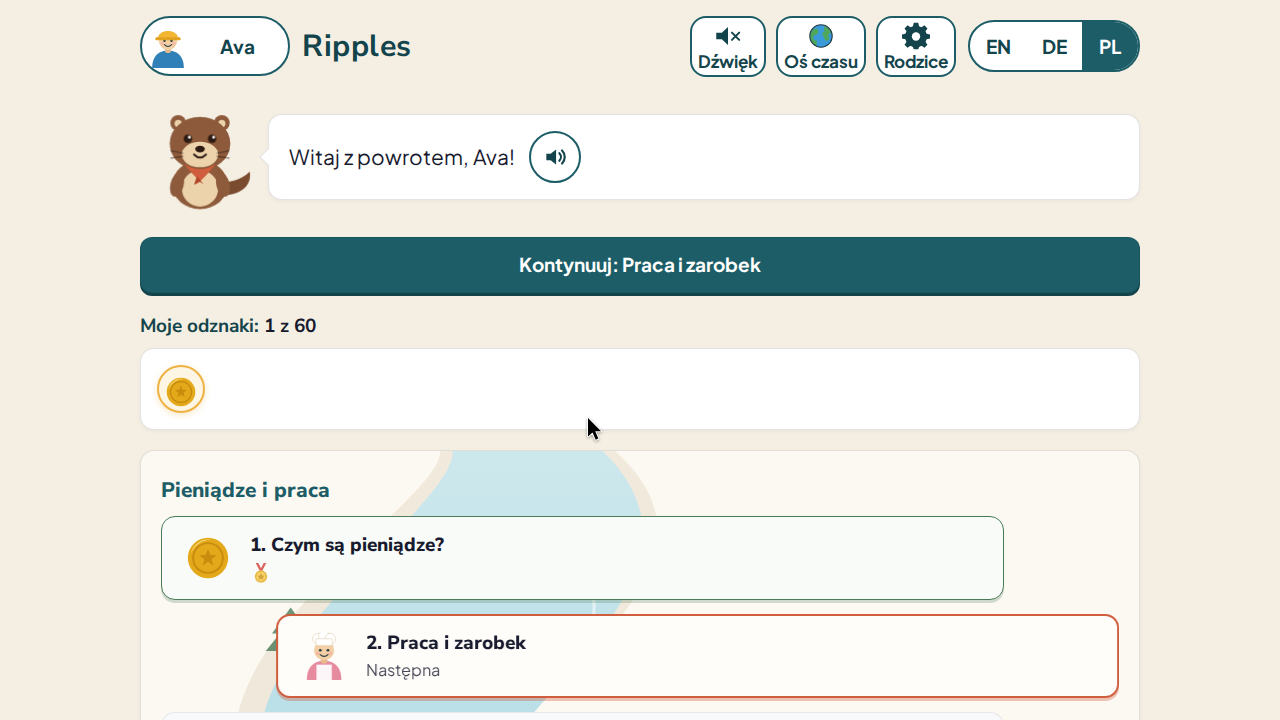 Ava
Ripples
Dźwięk
Oś czasu
Rodzice
EN DE PL
Witaj z powrotem, Ava!
Kontynuuj: Praca i zarobek
Moje odznaki: 1 z 60
Pieniądze i praca
1. Czym są pieniądze?
2. Praca i zarobek
Następna